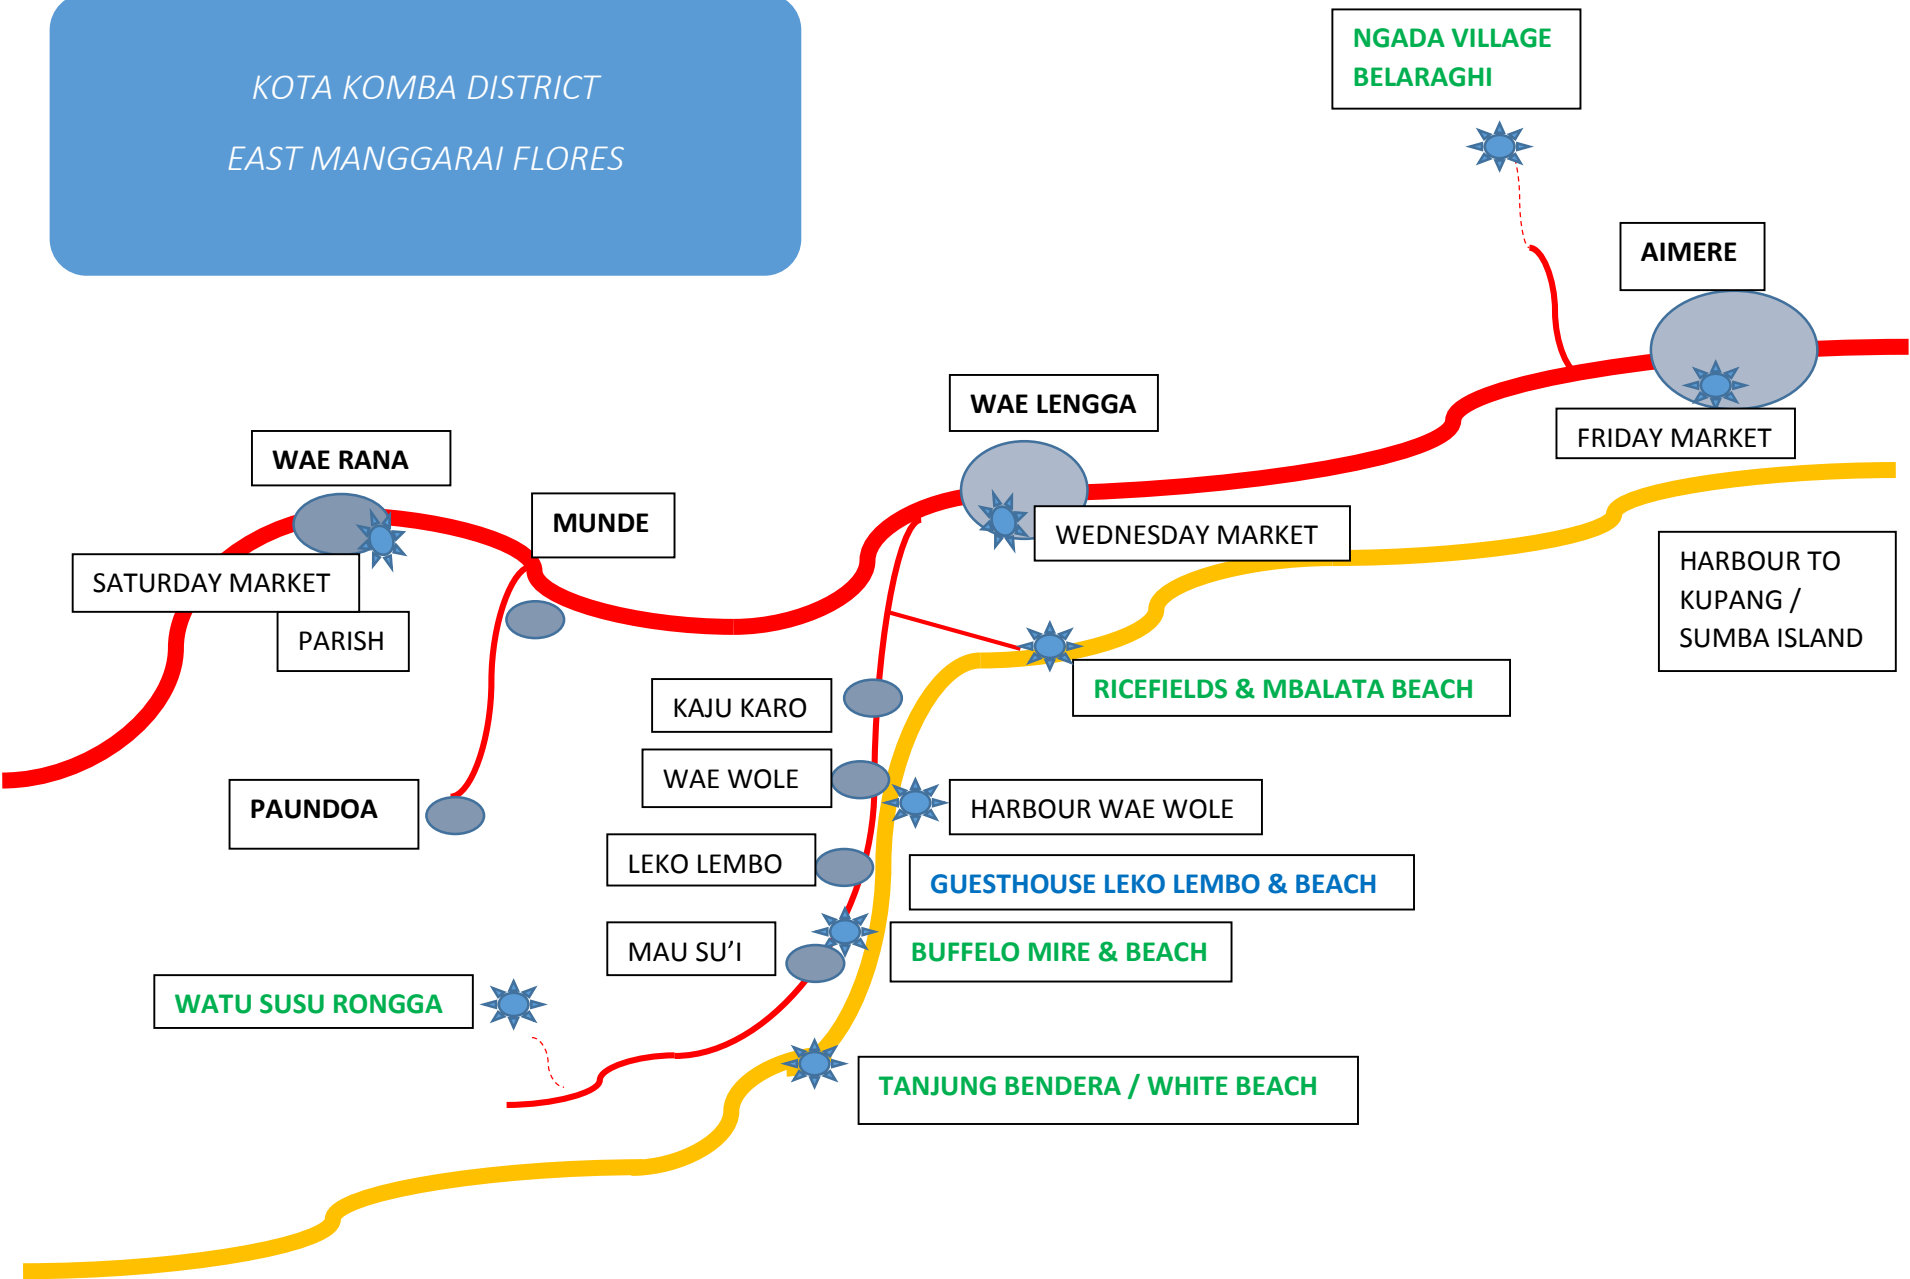 KOTA KOMBA DISTRICT
EAST MANGGARAI FLORES
NGADA VILLAGE
BELARAGHI
AIMERE
FRIDAY MARKET
WAE LENGGA
WEDNESDAY MARKET
WAE RANA
MUNDE
SATURDAY MARKET
PARISH
HARBOUR TO
KUPANG /
SUMBA ISLAND
RICEFIELDS & MBALATA BEACH
KAJU KARO
WAE WOLE
HARBOUR WAE WOLE
PAUNDOA
LEKO LEMBO
GUESTHOUSE LEKO LEMBO & BEACH
MAU SU’I
BUFFELO MIRE & BEACH
WATU SUSU RONGGA
TANJUNG BENDERA / WHITE BEACH